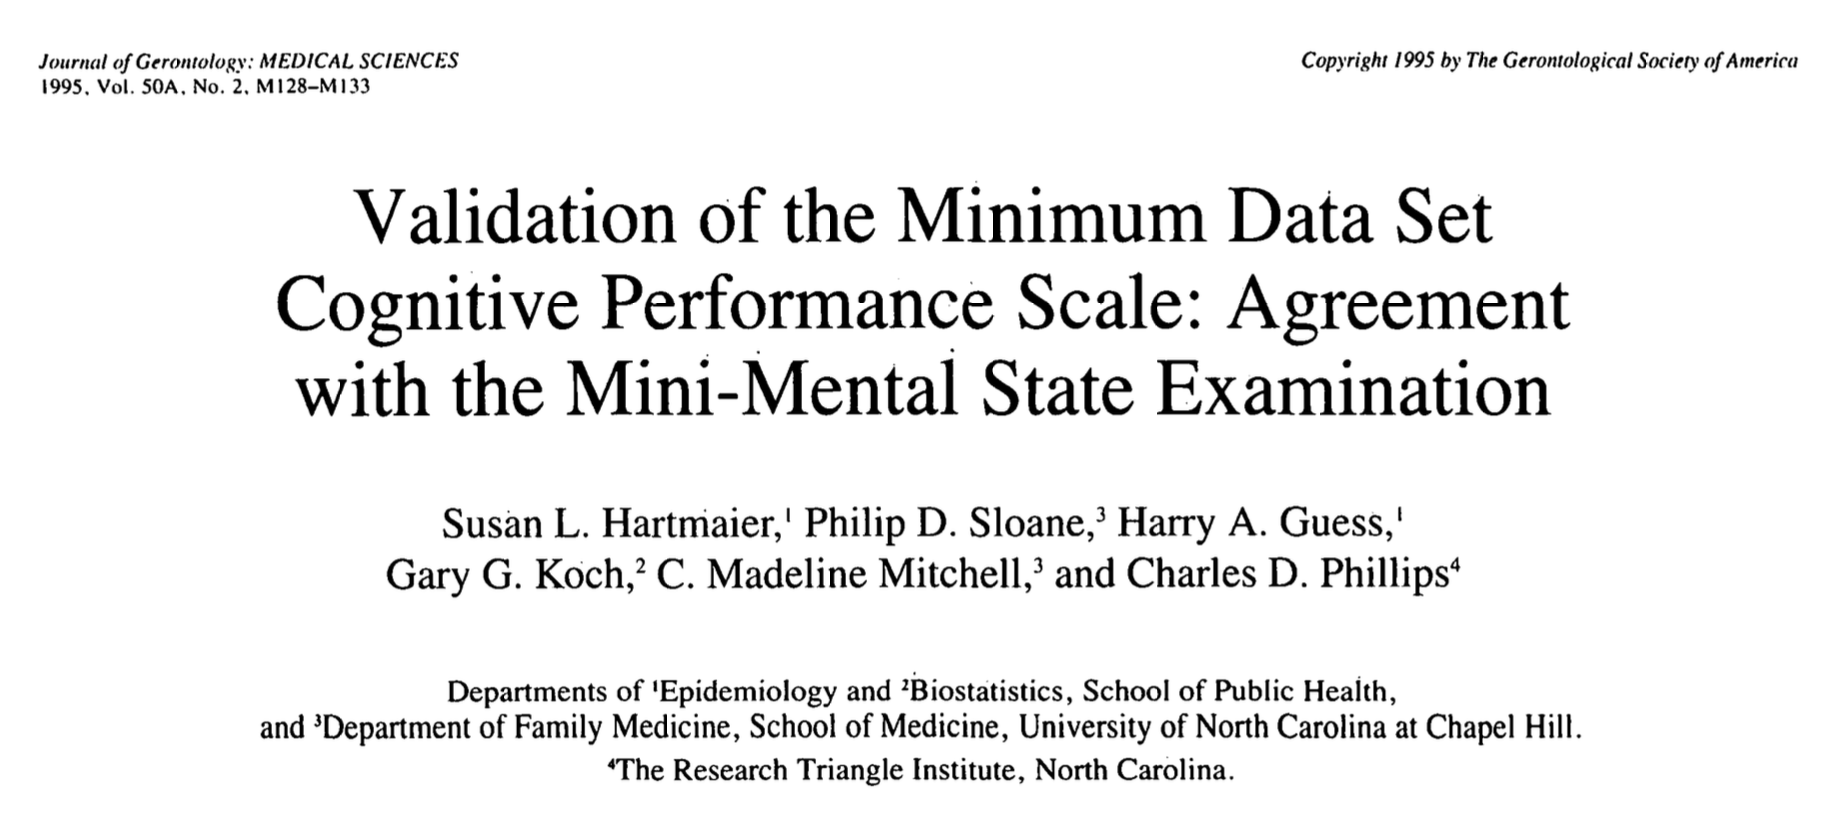 Journal of Gerontology: MEDICAL SCIENCES
1995, Vol. 50A, No. 2, M128–M133
Copyright 1995 by The Gerontological Society of America
Validation of the Minimum Data Set
Cognitive Performance Scale: Agreement
with the Mini-Mental State Examination
Susan L. Hartmaier,¹ Philip D. Sloane,³ Harry A. Guess,¹
Gary G. Koch,² C. Madeline Mitchell,³ and Charles D. Phillips⁴
Departments of ¹Epidemiology and ²Biostatistics, School of Public Health,
and ³Department of Family Medicine, School of Medicine, University of North Carolina at Chapel Hill.
⁴The Research Triangle Institute, North Carolina.